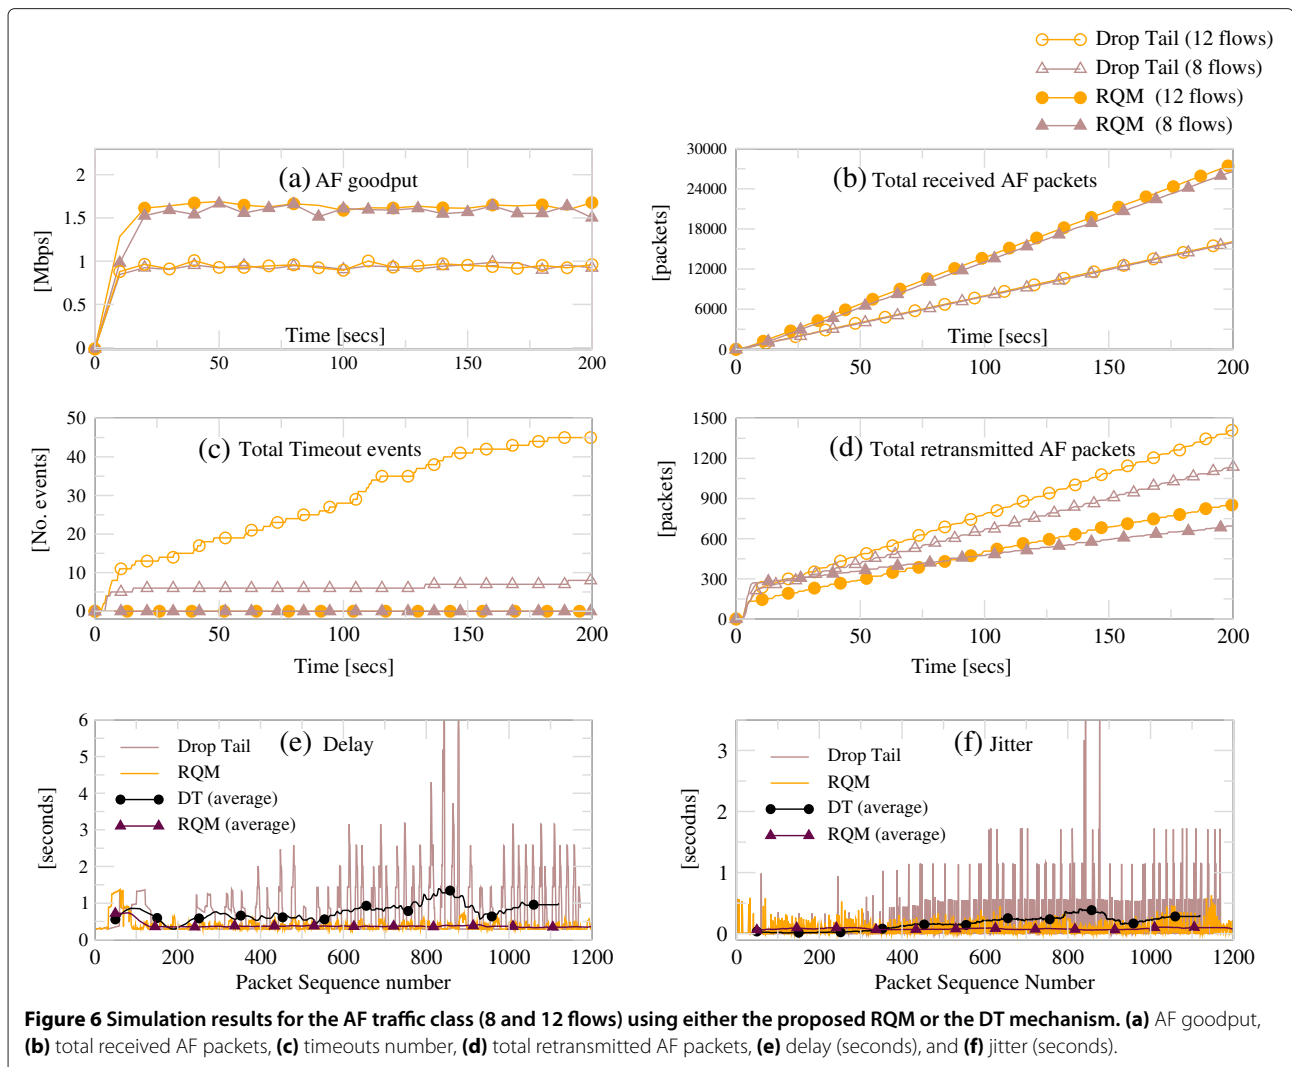 Drop Tail (12 flows)
Drop Tail (8 flows)
RQM (12 flows)
RQM (8 flows)
(a) AF goodput
[Mbps]
2
1.5
1
0.5
0
Time [secs]
0 50 100 150 200
(b) Total received AF packets
[packets]
30000
24000
18000
12000
6000
0
Time [secs]
0 50 100 150 200
(c) Total Timeout events
[No. events]
50
40
30
20
10
0
0 50 100 150 200
Time [secs]
(d) Total retransmitted AF packets
[packets]
1500
1200
900
600
300
0
0 50 100 150 200
Time [secs]
(e) Delay
Drop Tail
RQM
DT (average)
RQM (average)
[seconds]
6
5
4
3
2
1
0
0 200 400 600 800 1000 1200
Packet Sequence number
(f) Jitter
Drop Tail
RQM
DT (average)
RQM (average)
[secodns]
3
2
1
0
0 200 400 600 800 1000 1200
Packet Sequence Number
Figure 6 Simulation results for the AF traffic class (8 and 12 flows) using either the proposed RQM or the DT mechanism. (a) AF goodput,
(b) total received AF packets, (c) timeouts number, (d) total retransmitted AF packets, (e) delay (seconds), and (f) jitter (seconds).